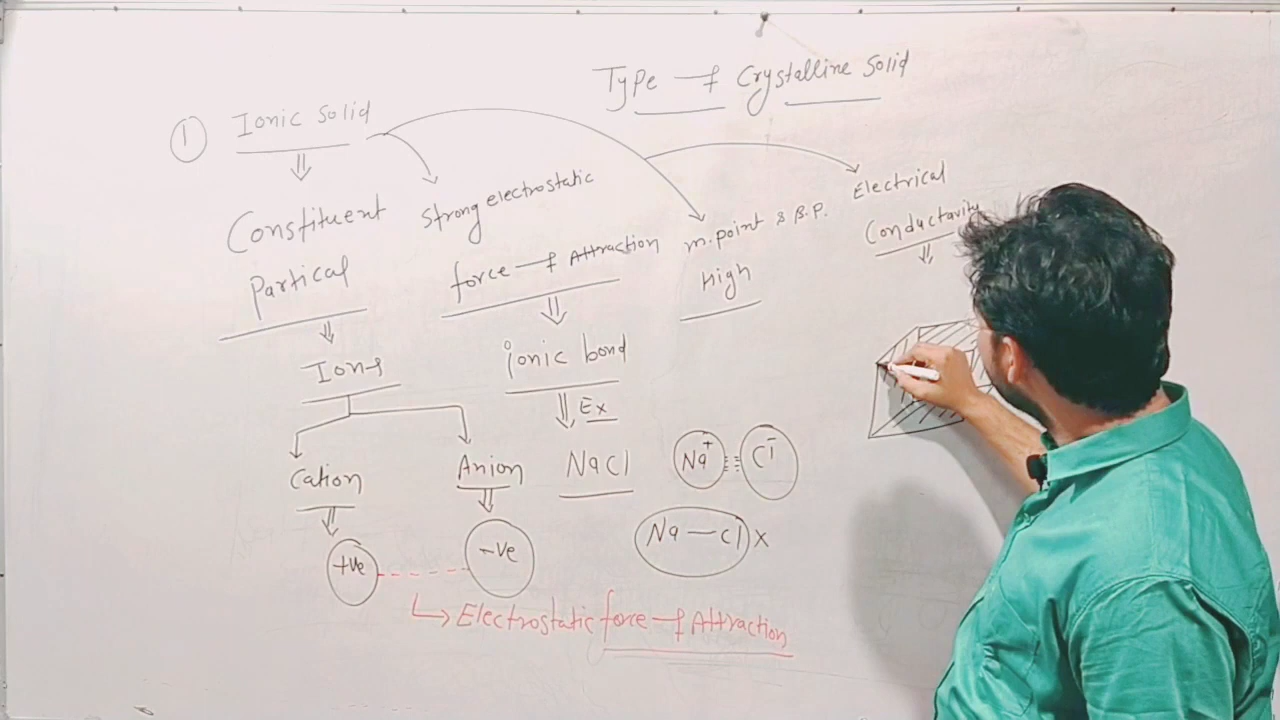 Type of Crystalline Solid
① Ionic Solid
Constituent
Partical
Ions
Cation
Anion
+ve
-ve
Electrostatic force of Attraction
Strong electrostatic
force of Attraction
ionic bond
Ex
NaCl
Na⁺ Cl⁻
Na — Cl x
m.point & B.P.
High
Electrical
Conductavity